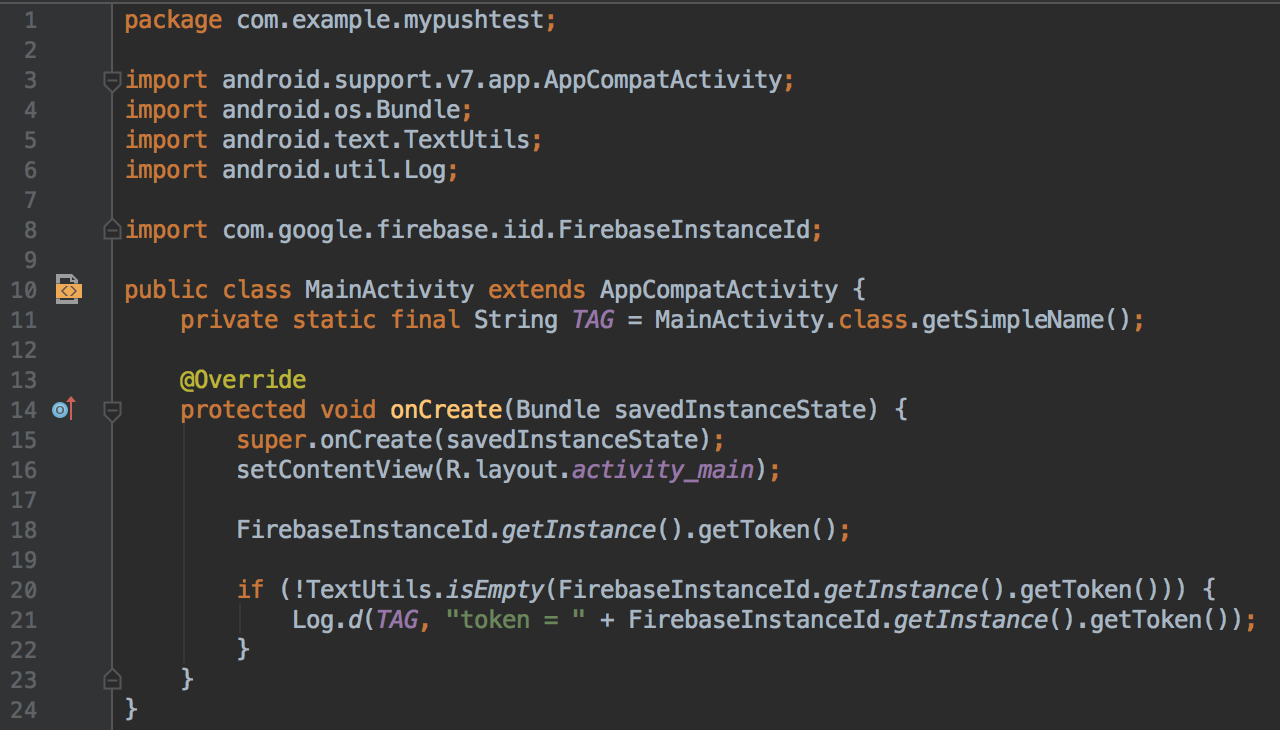 1 package com.example.mypushtest;
2
3 import android.support.v7.app.AppCompatActivity;
4 import android.os.Bundle;
5 import android.text.TextUtils;
6 import android.util.Log;
7
8 import com.google.firebase.iid.FirebaseInstanceId;
9
10 public class MainActivity extends AppCompatActivity {
11     private static final String TAG = MainActivity.class.getSimpleName();
12
13     @Override
14     protected void onCreate(Bundle savedInstanceState) {
15         super.onCreate(savedInstanceState);
16         setContentView(R.layout.activity_main);
17
18         FirebaseInstanceId.getInstance().getToken();
19
20         if (!TextUtils.isEmpty(FirebaseInstanceId.getInstance().getToken())) {
21             Log.d(TAG, "token = " + FirebaseInstanceId.getInstance().getToken());
22         }
23     }
24 }